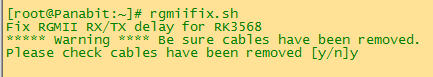 [root@Panabit:~]# rgmiifix.sh
Fix RGMII RX/TX delay for RK3568
***** Warning **** Be sure cables have been removed.
Please check cables have been removed [y/n]y